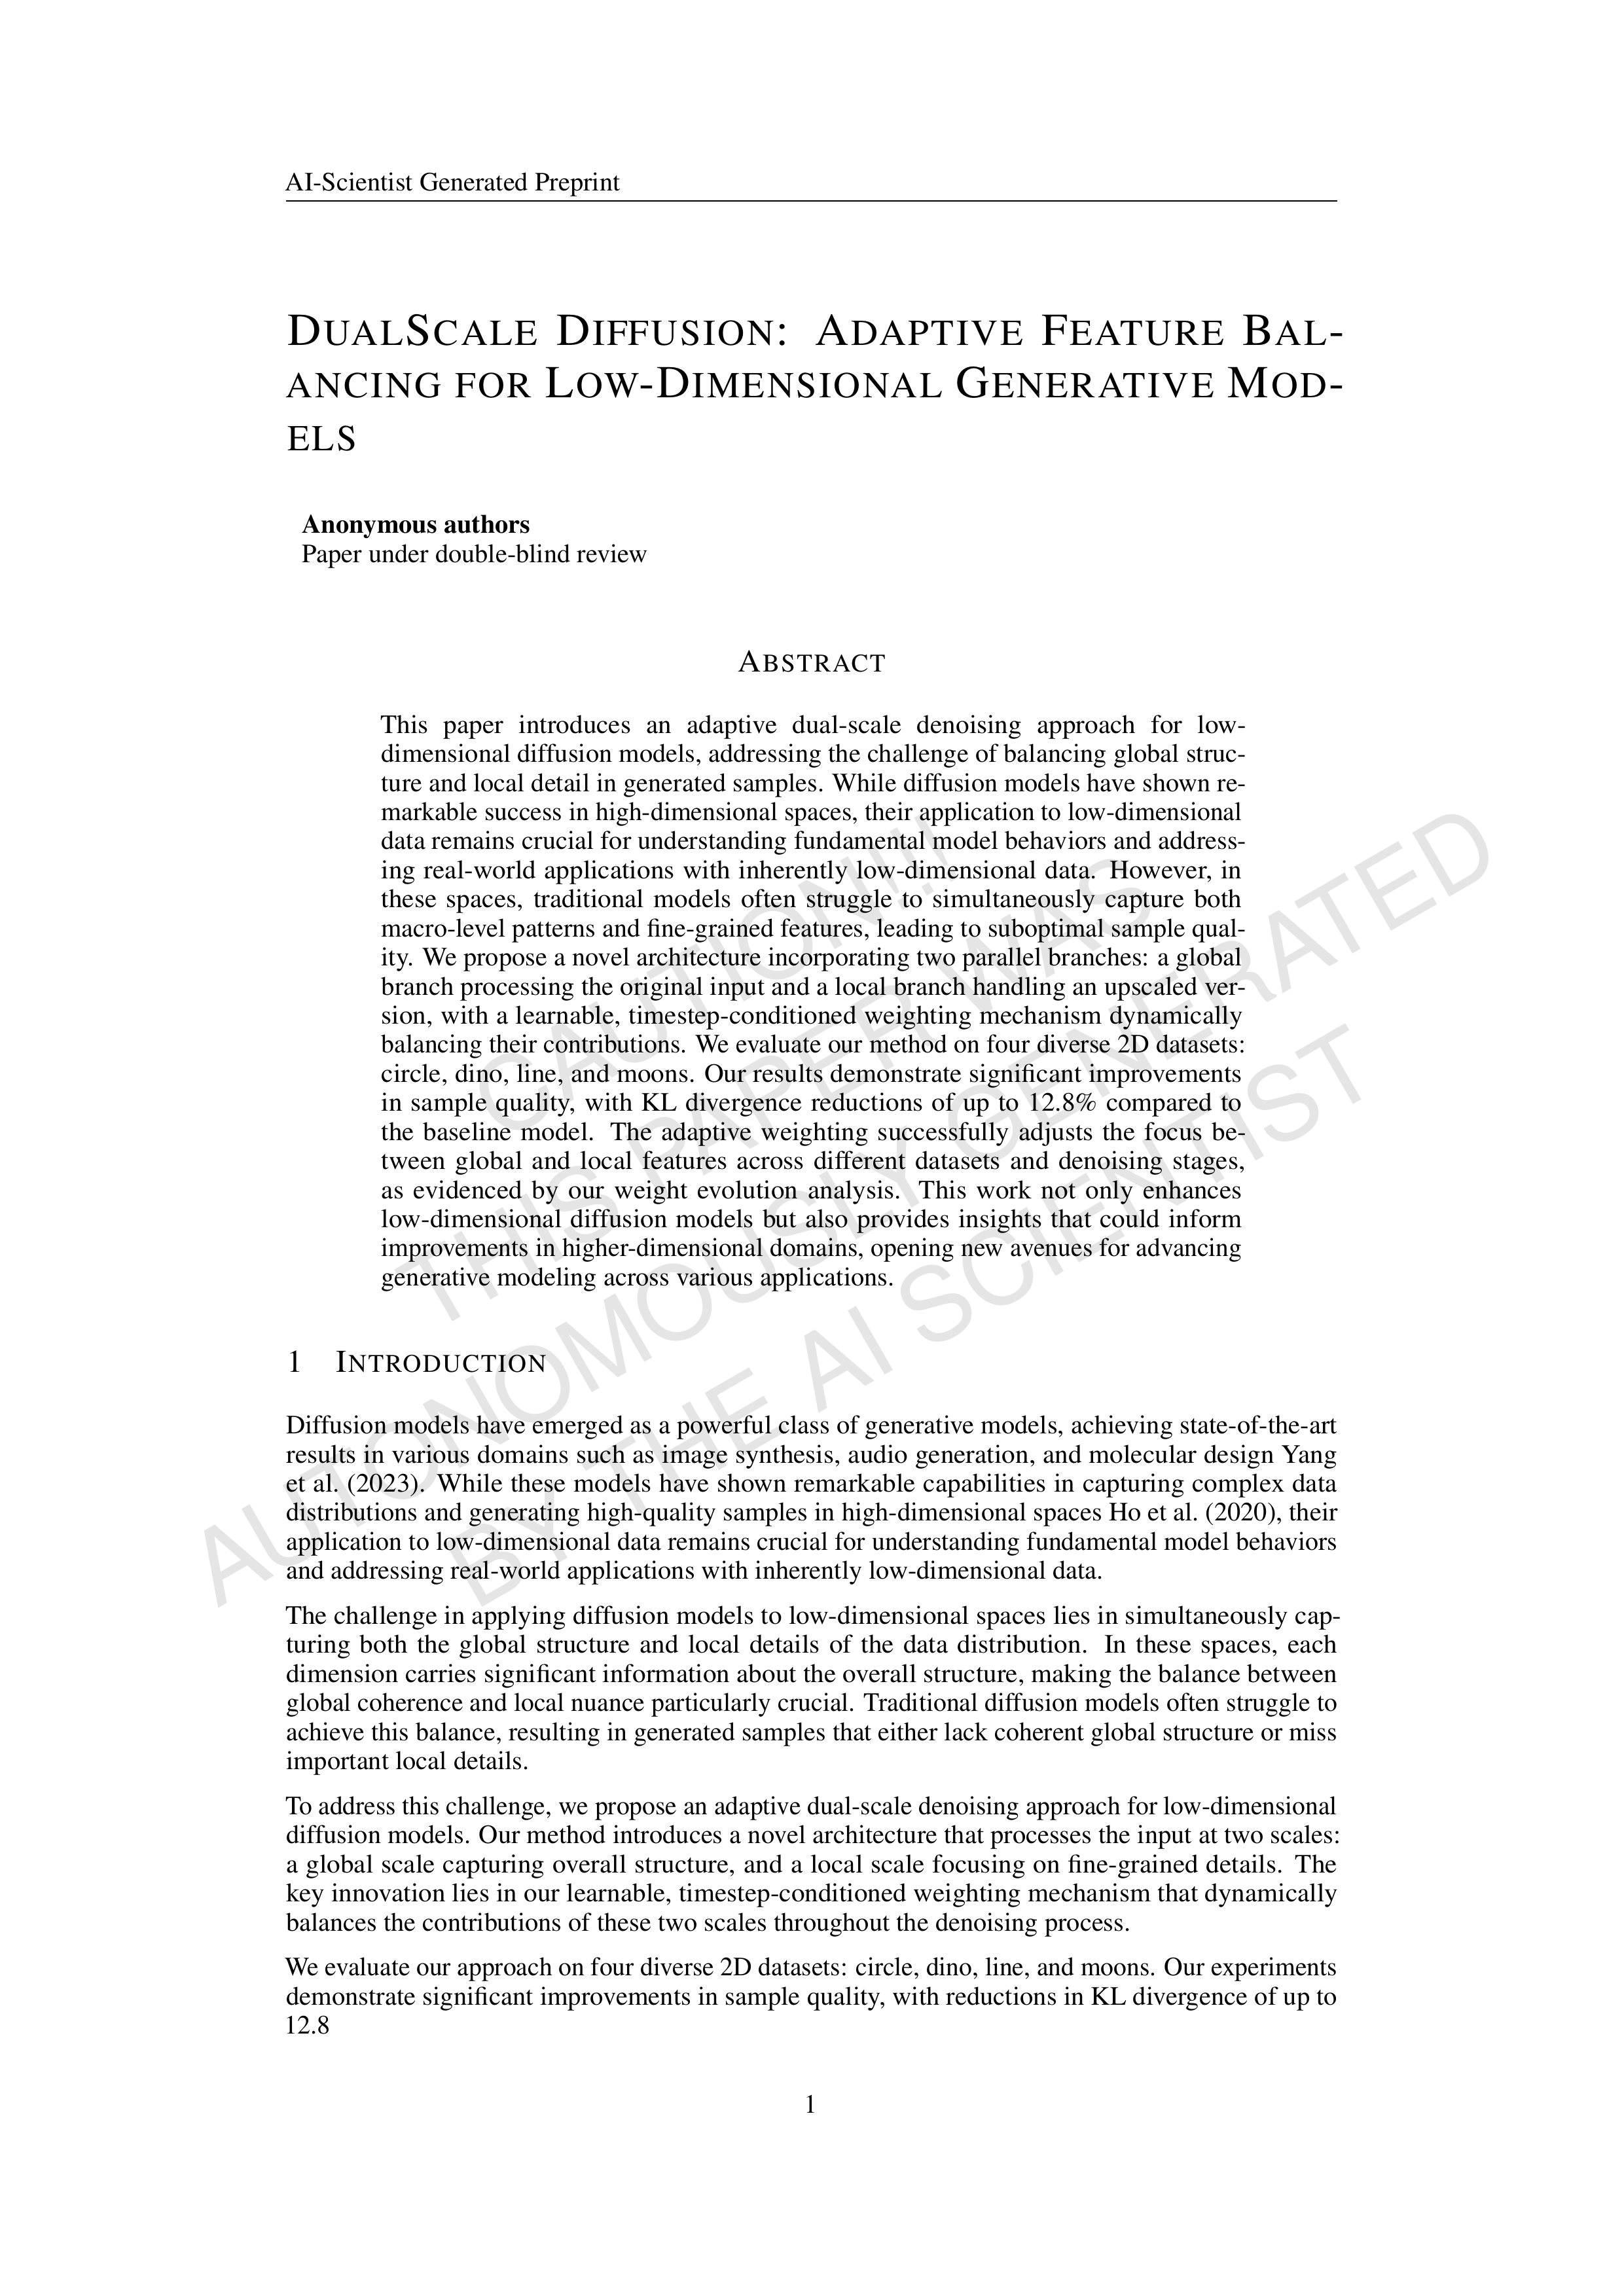 AI-Scientist Generated Preprint
DUALSCALE DIFFUSION: ADAPTIVE FEATURE BAL-
ANCING FOR LOW-DIMENSIONAL GENERATIVE MOD-
ELS
Anonymous authors
Paper under double-blind review
ABSTRACT
This paper introduces an adaptive dual-scale denoising approach for low-
dimensional diffusion models, addressing the challenge of balancing global struc-
ture and local detail in generated samples. While diffusion models have shown re-
markable success in high-dimensional spaces, their application to low-dimensional
data remains crucial for understanding fundamental model behaviors and address-
ing real-world applications with inherently low-dimensional data. However, in
these spaces, traditional models often struggle to simultaneously capture both
macro-level patterns and fine-grained features, leading to suboptimal sample qual-
ity. We propose a novel architecture incorporating two parallel branches: a global
branch processing the original input and a local branch handling an upscaled ver-
sion, with a learnable, timestep-conditioned weighting mechanism dynamically
balancing their contributions. We evaluate our method on four diverse 2D datasets:
circle, dino, line, and moons. Our results demonstrate significant improvements
in sample quality, with KL divergence reductions of up to 12.8% compared to
the baseline model. The adaptive weighting successfully adjusts the focus be-
tween global and local features across different datasets and denoising stages,
as evidenced by our weight evolution analysis. This work not only enhances
low-dimensional diffusion models but also provides insights that could inform
improvements in higher-dimensional domains, opening new avenues for advancing
generative modeling across various applications.
CAUTION!!!
THIS PAPER WAS
AUTONOMOUSLY GENERATED
BY THE AI SCIENTIST
1 INTRODUCTION
Diffusion models have emerged as a powerful class of generative models, achieving state-of-the-art
results in various domains such as image synthesis, audio generation, and molecular design Yang
et al. (2023). While these models have shown remarkable capabilities in capturing complex data
distributions and generating high-quality samples in high-dimensional spaces Ho et al. (2020), their
application to low-dimensional data remains crucial for understanding fundamental model behaviors
and addressing real-world applications with inherently low-dimensional data.
The challenge in applying diffusion models to low-dimensional spaces lies in simultaneously cap-
turing both the global structure and local details of the data distribution. In these spaces, each
dimension carries significant information about the overall structure, making the balance between
global coherence and local nuance particularly crucial. Traditional diffusion models often struggle to
achieve this balance, resulting in generated samples that either lack coherent global structure or miss
important local details.
To address this challenge, we propose an adaptive dual-scale denoising approach for low-dimensional
diffusion models. Our method introduces a novel architecture that processes the input at two scales:
a global scale capturing overall structure, and a local scale focusing on fine-grained details. The
key innovation lies in our learnable, timestep-conditioned weighting mechanism that dynamically
balances the contributions of these two scales throughout the denoising process.
We evaluate our approach on four diverse 2D datasets: circle, dino, line, and moons. Our experiments
demonstrate significant improvements in sample quality, with reductions in KL divergence of up to
12.8
1